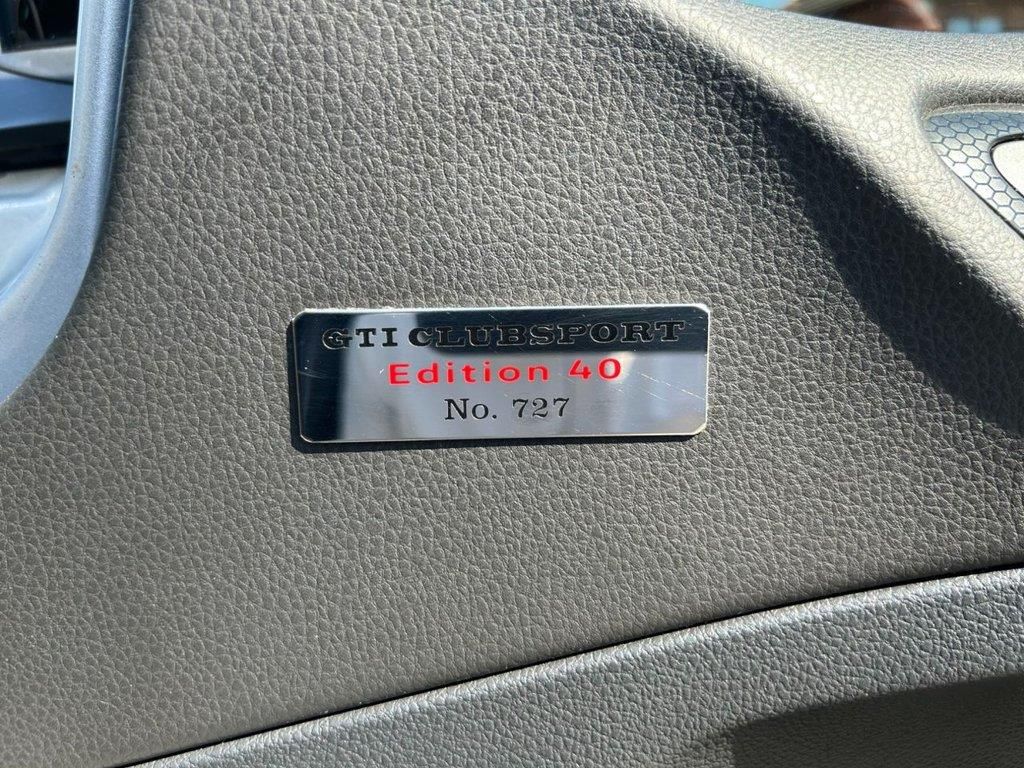 GTI CLUBSPORT
Edition 40
No. 727